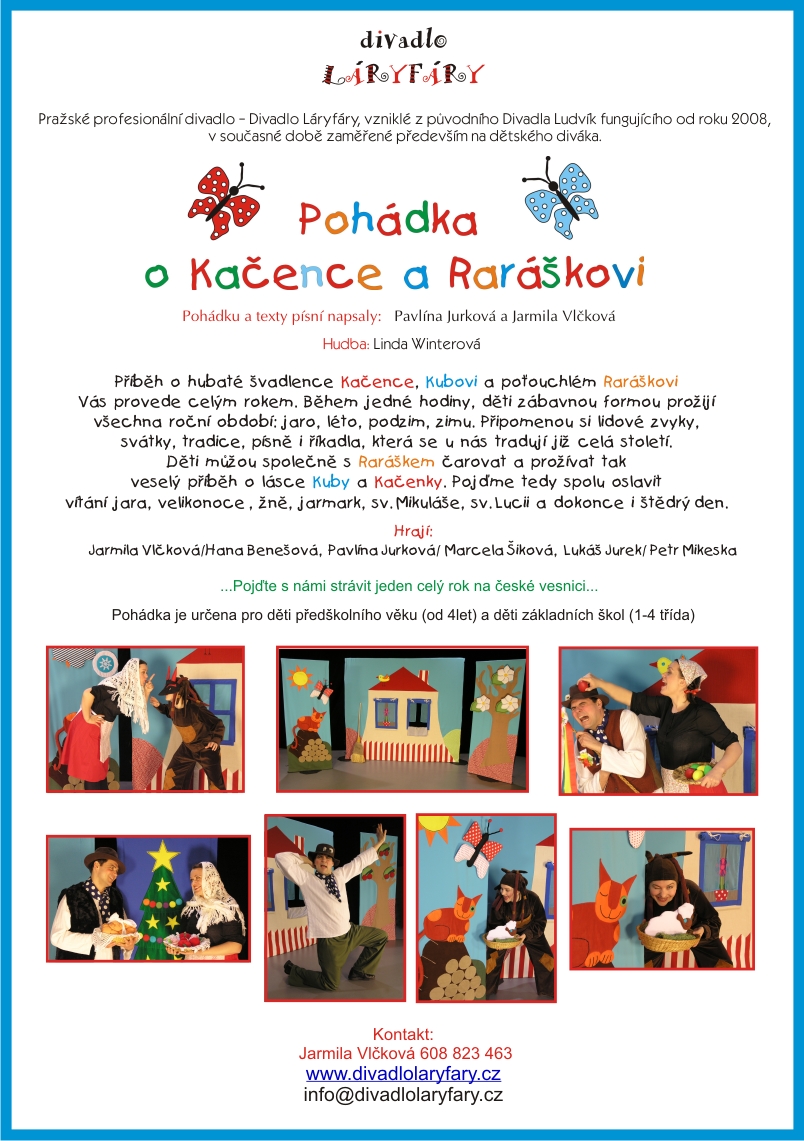 divadlo
LÁRYFÁRY
Pražské profesionální divadlo – Divadlo Láryfáry, vzniklé z původního Divadla Ludvík fungujícího od roku 2008,
v současné době zaměřené především na dětského diváka.
Pohádka
o Kačence a Raráškovi
Pohádku a texty písní napsaly: Pavlína Jurková a Jarmila Vlčková
Hudba: Linda Winterová
Příběh o hubaté švadlence Kačence, Kubovi a poťouchlém Raráškovi
Vás provede celým rokem. Během jedné hodiny, děti zábavnou formou prožijí
všechna roční období: jaro, léto, podzim, zimu. Připomenou si lidové zvyky,
svátky, tradice, písně i říkadla, která se u nás tradují již celá století.
Děti můžou společně s Raráškem čarovat a prožívat tak
veselý příběh o lásce Kuby a Kačenky. Pojďme tedy spolu oslavit
vítání jara, velikonoce , žně, jarmark, sv. Mikuláše, sv. Lucii a dokonce i štědrý den.
Hrají:
Jarmila Vlčková/Hana Benešová, Pavlína Jurková/ Marcela Šiková, Lukáš Jurek/ Petr Mikeska
...Pojďte s námi strávit jeden celý rok na české vesnici...
Pohádka je určena pro děti předškolního věku (od 4let) a děti základních škol (1-4 třída)
Kontakt:
Jarmila Vlčková 608 823 463
www.divadlolaryfary.cz
info@divadlolaryfary.cz